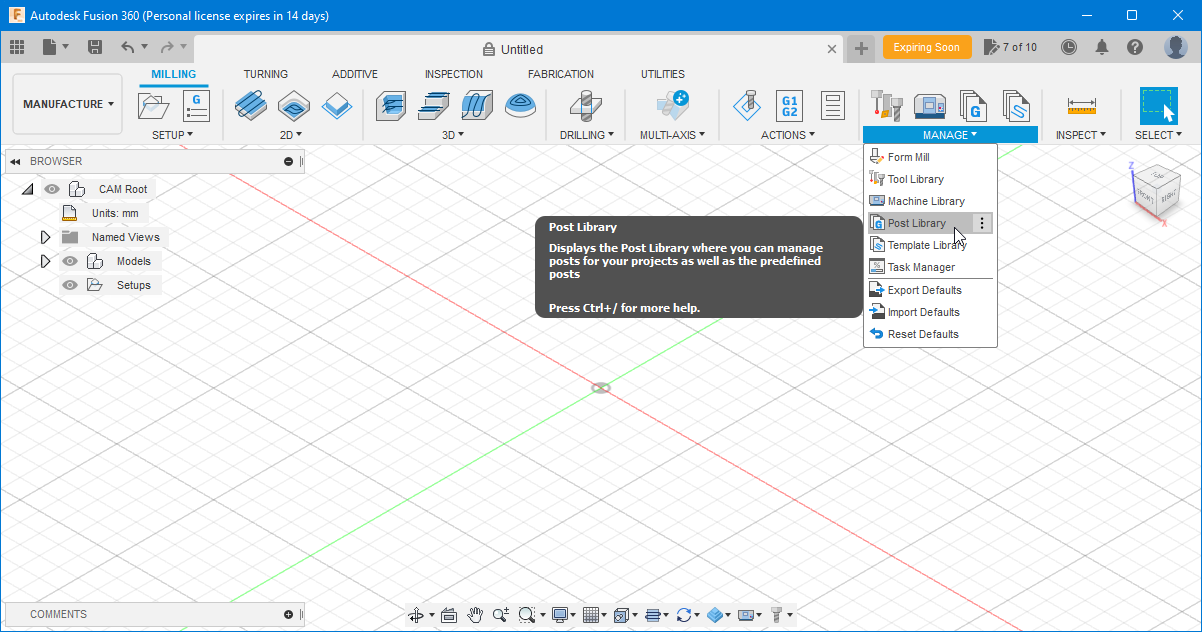 Autodesk Fusion 360 (Personal license expires in 14 days)
Untitled
Expiring Soon
7 of 10
MILLING TURNING ADDITIVE INSPECTION FABRICATION UTILITIES
MANUFACTURE
G
G1
G2
G
SETUP 2D 3D DRILLING MULTI-AXIS ACTIONS MANAGE INSPECT SELECT
BROWSER
CAM Root
Units: mm
Named Views
Models
Setups
Form Mill
Tool Library
Machine Library
Post Library
Template Library
Task Manager
Export Defaults
Import Defaults
Reset Defaults
Post Library
Displays the Post Library where you can manage
posts for your projects as well as the predefined
posts
Press Ctrl+/ for more help.
Z
TOP
FRONT
RIGHT
X
COMMENTS